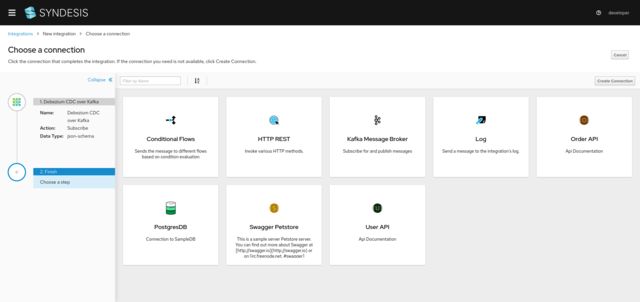 SYNDESIS
developer
Integrations > New integration > Choose a connection
Choose a connection
Click the connection that completes the integration. If the connection you need is not available, click Create Connection.
Cancel
Collapse
Filter by Name
Create Connection
1. Debezium CDC over Kafka
Name: Debezium CDC
over Kafka
Action: Subscribe
Data Type: json-schema
2. Finish
Choose a step
Conditional Flows
Sends the message to different flows
based on condition evaluation
HTTP REST
Invoke various HTTP methods.
Kafka Message Broker
Subscribe for and publish messages
Log
Send a message to the integration's log.
Order API
Api Documentation
PostgresDB
Connection to SampleDB
Swagger Petstore
This is a sample server Petstore server.
You can find out more about Swagger at
[http://swagger.io](http://swagger.io) or
on [irc.freenode.net, #swagger]
User API
Api Documentation